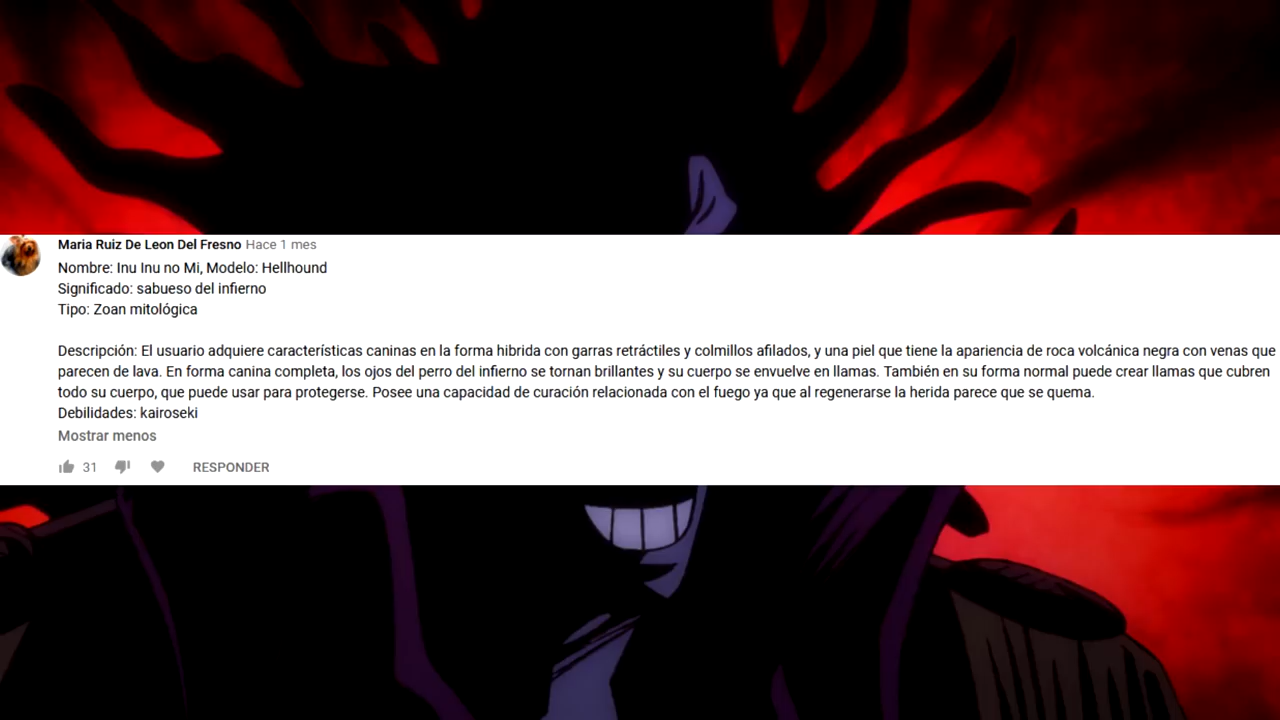 Maria Ruiz De Leon Del Fresno Hace 1 mes
Nombre: Inu Inu no Mi, Modelo: Hellhound
Significado: sabueso del infierno
Tipo: Zoan mitológica
Descripción: El usuario adquiere características caninas en la forma hibrida con garras retráctiles y colmillos afilados, y una piel que tiene la apariencia de roca volcánica negra con venas que
parecen de lava. En forma canina completa, los ojos del perro del infierno se tornan brillantes y su cuerpo se envuelve en llamas. También en su forma normal puede crear llamas que cubren
todo su cuerpo, que puede usar para protegerse. Posee una capacidad de curación relacionada con el fuego ya que al regenerarse la herida parece que se quema.
Debilidades: kairoseki
Mostrar menos
31 RESPONDER